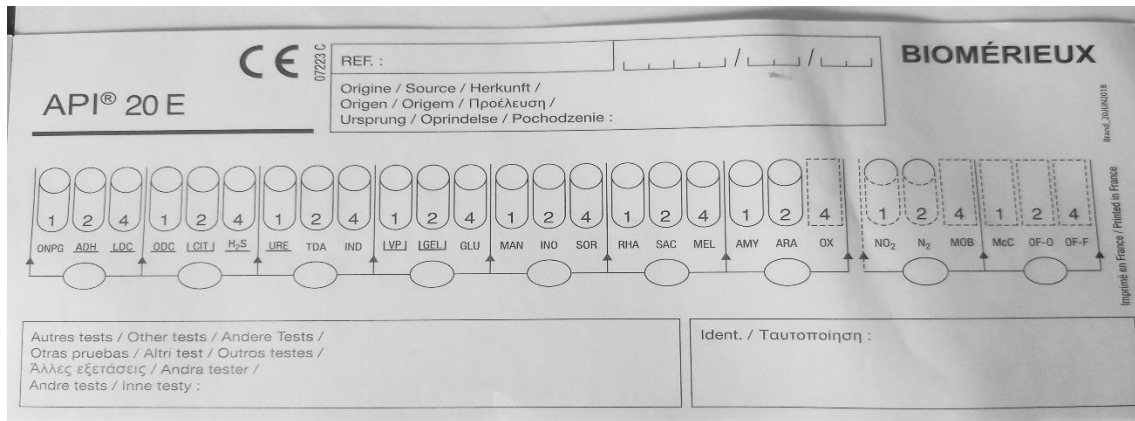 CE
07223 C
REF. :
/ /
BIOMÉRIEUX
API® 20 E
Origine / Source / Herkunft /
Origen / Origem / Προέλευση /
Ursprung / Oprindelse / Pochodzenie :
Brand_20JUN2018
1 2 4 1 2 4 1 2 4 1 2 4 1 2 4 1 2 4 1 2 4 1 2 4 1 2 4
ONPG ADH LDC ODC |CIT| H₂S URE TDA IND |VP| |GEL| GLU MAN INO SOR RHA SAC MEL AMY ARA OX NO₂ N₂ MOB McC OF-O OF-F
Imprimé en France / Printed in France
Autres tests / Other tests / Andere Tests /
Otras pruebas / Altri test / Outros testes /
Άλλες εξετάσεις / Andra tester /
Andre tests / Inne testy :
Ident. / Ταυτοποίηση :